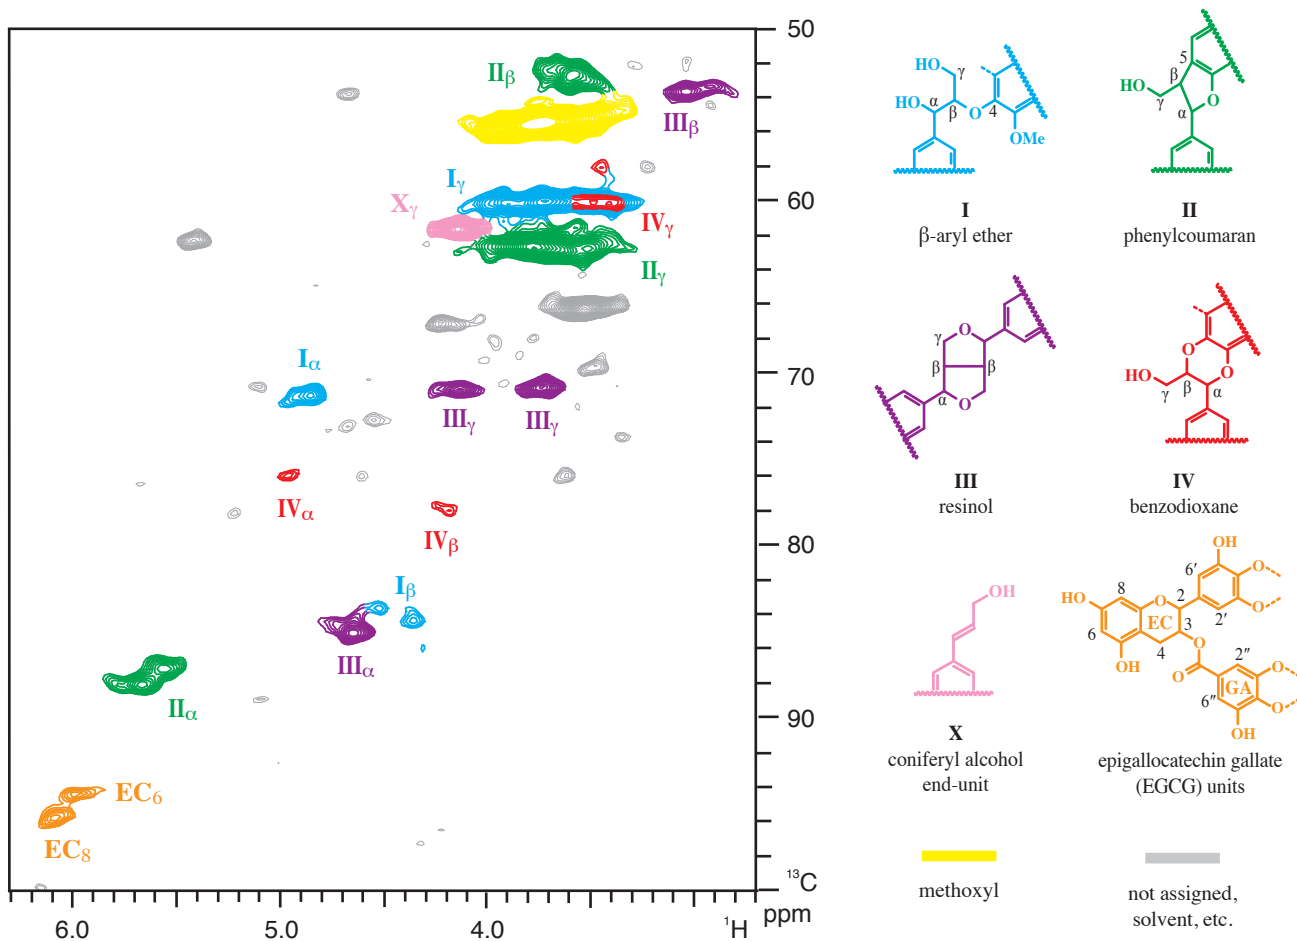 50
60
70
80
90
¹³C
ppm
6.0
5.0
4.0
¹H
IIβ
IIIβ
Iγ
Xγ
IVγ
IIγ
Iα
IIIγ
IIIγ
IVα
IVβ
Iβ
IIIα
IIα
EC6
EC8
HO
γ
HO
α
β
O
4
OMe
I
β-aryl ether
5
β
HO
γ
O
α
II
phenylcoumaran
γ
O
β
β
α
O
III
resinol
O
O
HO
β
γ
α
IV
benzodioxane
OH
X
coniferyl alcohol
end-unit
OH
6′
O
8
2
HO
O
O
EC
2′
3
6
O
4
OH
2″
O
O
GA
6″
O
OH
epigallocatechin gallate
(EGCG) units
methoxyl
not assigned,
solvent, etc.